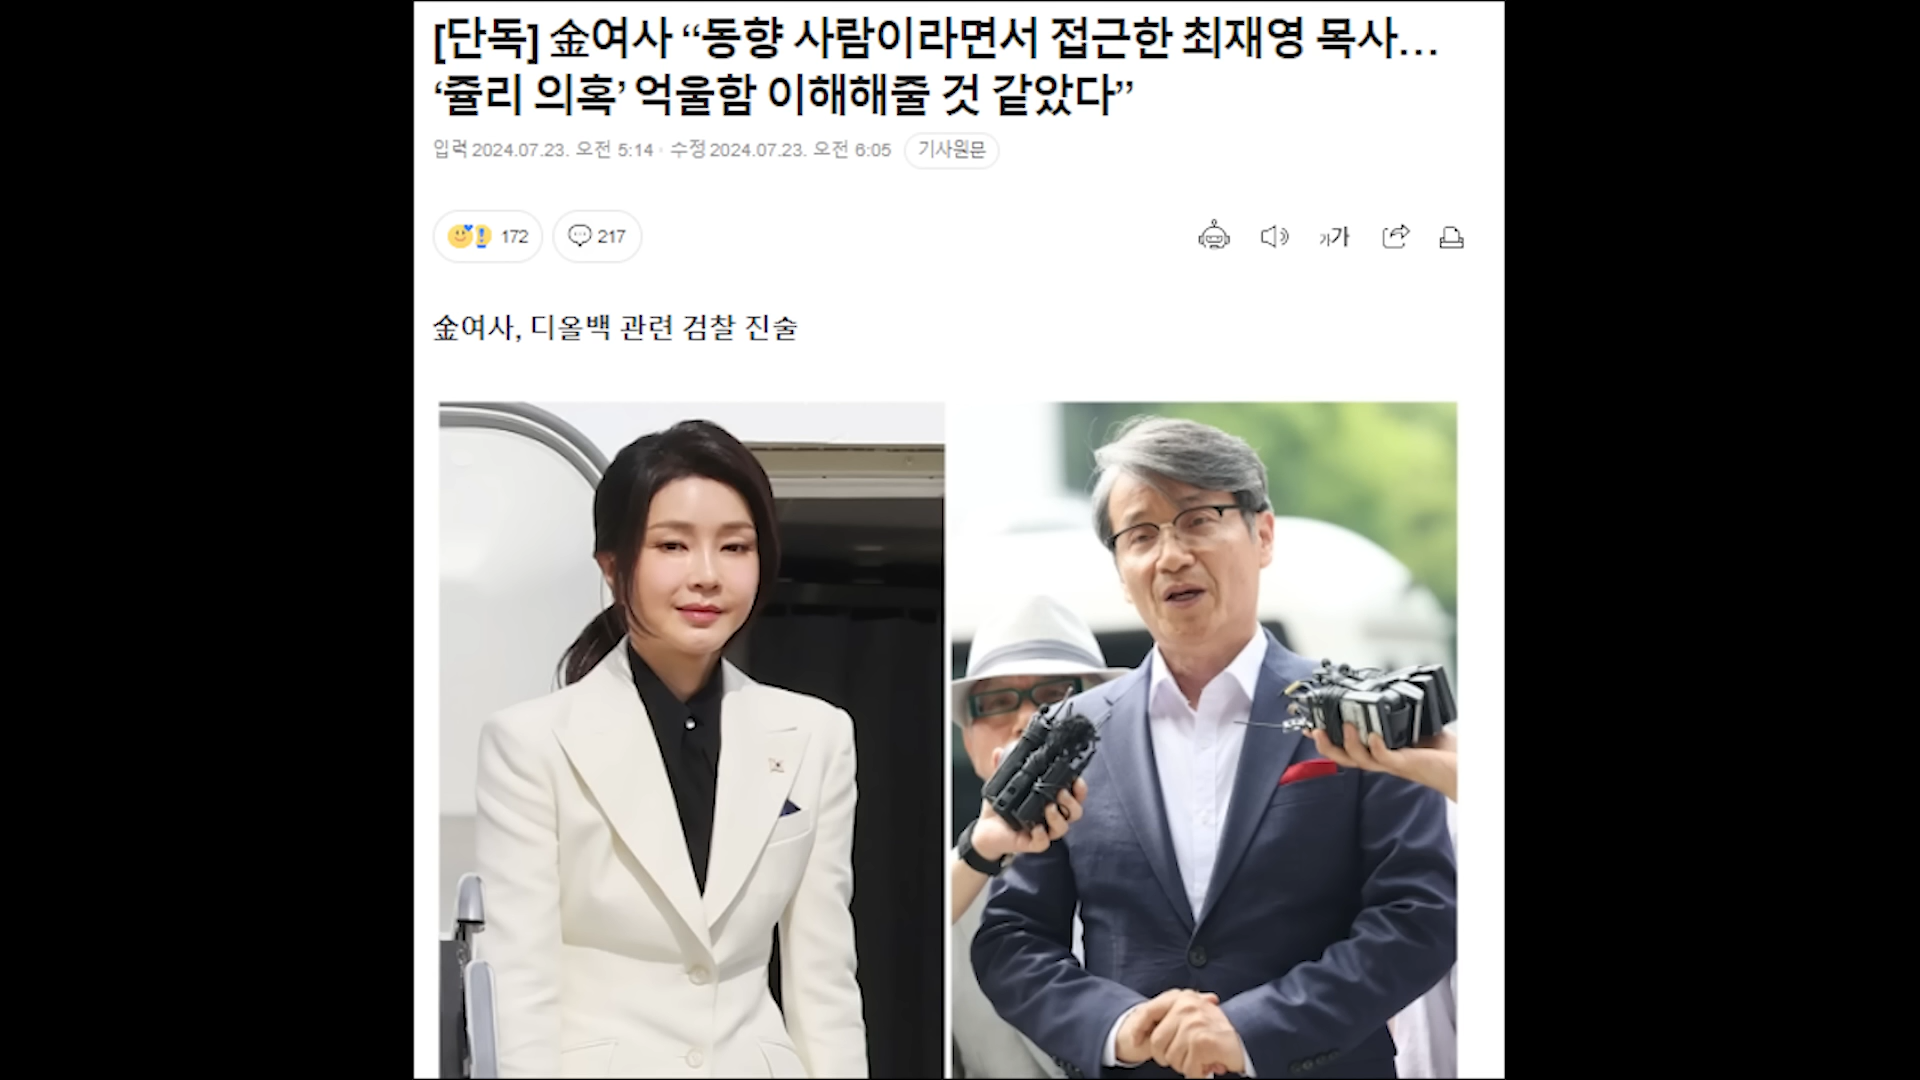 [단독] 金여사 “동향 사람이라면서 접근한 최재영 목사…
‘쥴리 의혹’ 억울함 이해해줄 것 같았다”
입력 2024.07.23. 오전 5:14 · 수정 2024.07.23. 오전 6:05 기사원문
172 217 가가
金여사, 디올백 관련 검찰 진술